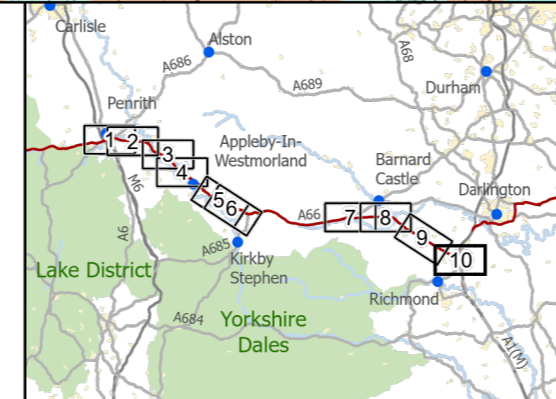 Carlisle
Alston
A68
A686
A689
Durham
Penrith
1
2
3
4
5
6
Appleby-In-
Westmorland
Barnard
Castle
Darlington
M6
A6
A66
7
8
9
10
A685
Kirkby
Stephen
Lake District
Richmond
A684
Yorkshire
Dales
A1(M)